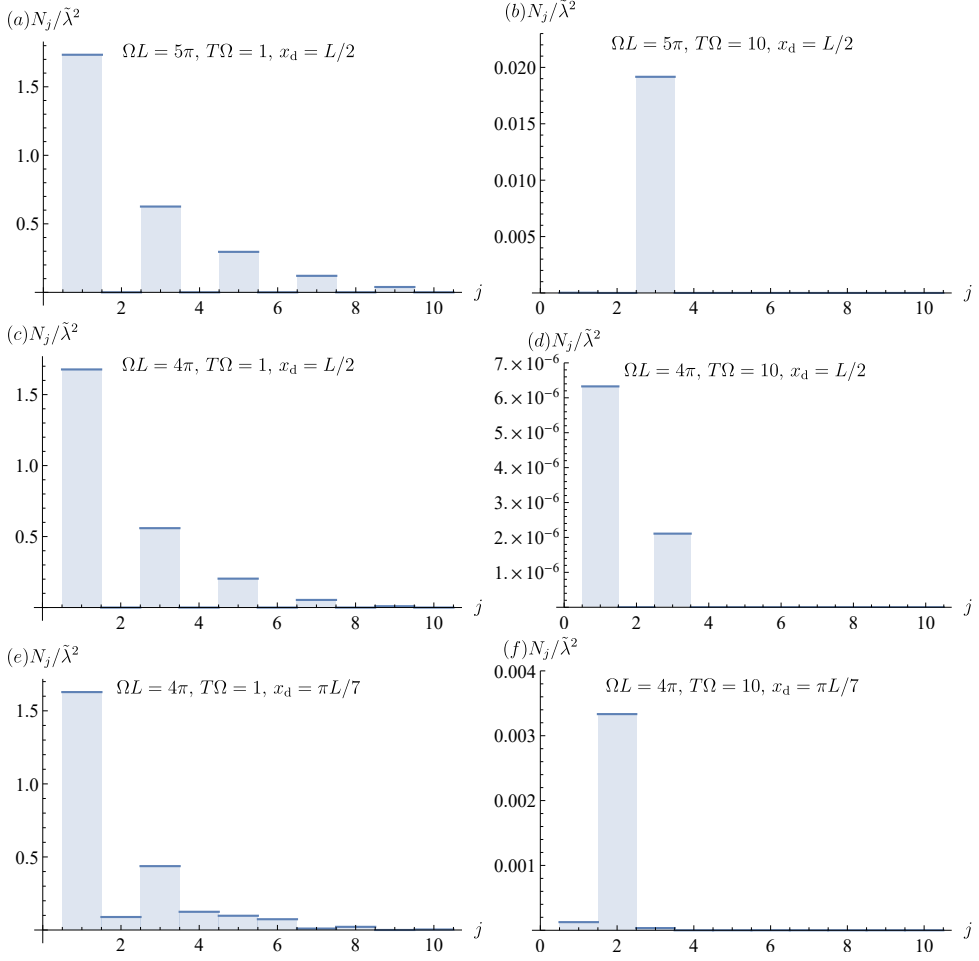 (a)N_j/λ̃²
ΩL = 5π, TΩ = 1, x_d = L/2
1.5
1.0
0.5
2 4 6 8 10 j
(b)N_j/λ̃²
ΩL = 5π, TΩ = 10, x_d = L/2
0.020
0.015
0.010
0.005
0 2 4 6 8 10 j
(c)N_j/λ̃²
ΩL = 4π, TΩ = 1, x_d = L/2
1.5
1.0
0.5
2 4 6 8 10 j
(d)N_j/λ̃²
7.×10⁻⁶
ΩL = 4π, TΩ = 10, x_d = L/2
6.×10⁻⁶
5.×10⁻⁶
4.×10⁻⁶
3.×10⁻⁶
2.×10⁻⁶
1.×10⁻⁶
0 2 4 6 8 10 j
(e)N_j/λ̃²
ΩL = 4π, TΩ = 1, x_d = πL/7
1.5
1.0
0.5
2 4 6 8 10 j
(f)N_j/λ̃²
0.004
ΩL = 4π, TΩ = 10, x_d = πL/7
0.003
0.002
0.001
0 2 4 6 8 10 j